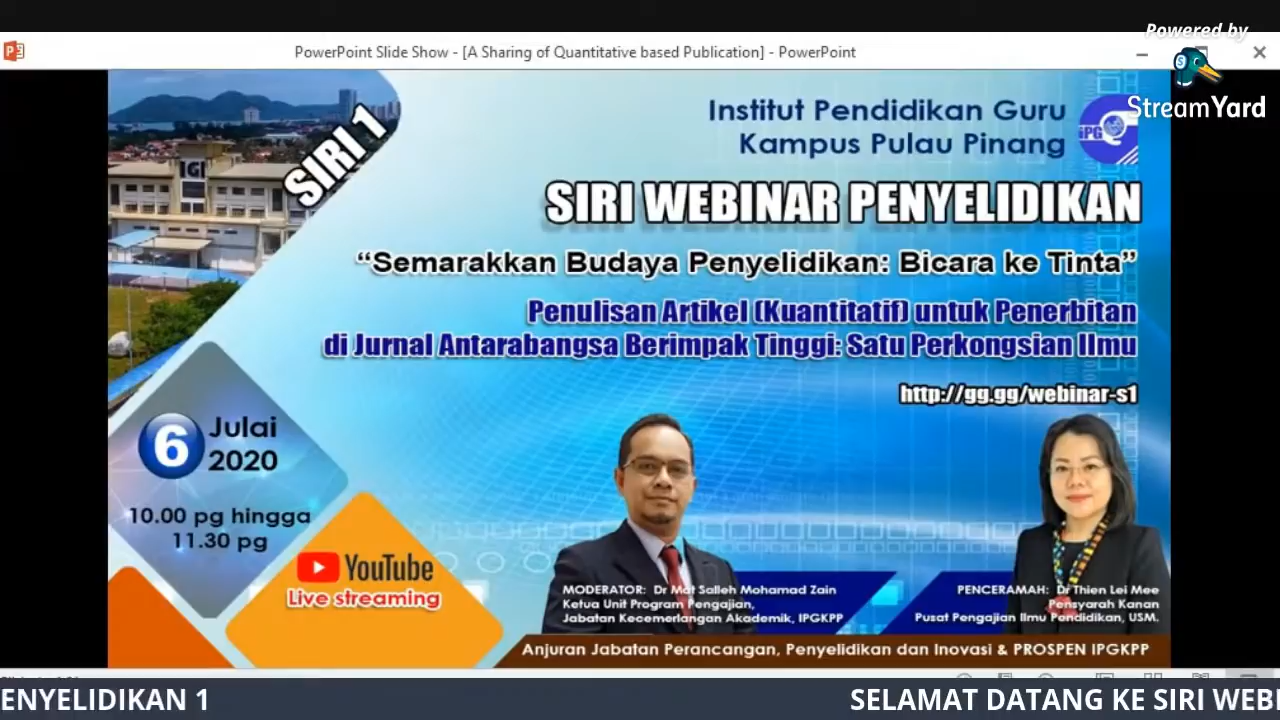 Powered by
StreamYard
PowerPoint Slide Show - [A Sharing of Quantitative based Publication] - PowerPoint
IGI
SIRI 1
Institut Pendidikan Guru
Kampus Pulau Pinang
iPG
SIRI WEBINAR PENYELIDIKAN
“Semarakkan Budaya Penyelidikan: Bicara ke Tinta”
Penulisan Artikel (Kuantitatif) untuk Penerbitan
di Jurnal Antarabangsa Berimpak Tinggi: Satu Perkongsian Ilmu
http://gg.gg/webinar-s1
6 Julai
2020
10.00 pg hingga
11.30 pg
YouTube
Live streaming
MODERATOR: Dr Mat Salleh Mohamad Zain
Ketua Unit Program Pengajian,
Jabatan Kecemerlangan Akademik, IPGKPP
PENCERAMAH: Dr Thien Lei Mee
Pensyarah Kanan
Pusat Pengajian Ilmu Pendidikan, USM.
Anjuran Jabatan Perancangan, Penyelidikan dan Inovasi & PROSPEN IPGKPP
ENYELIDIKAN 1
SELAMAT DATANG KE SIRI WEB